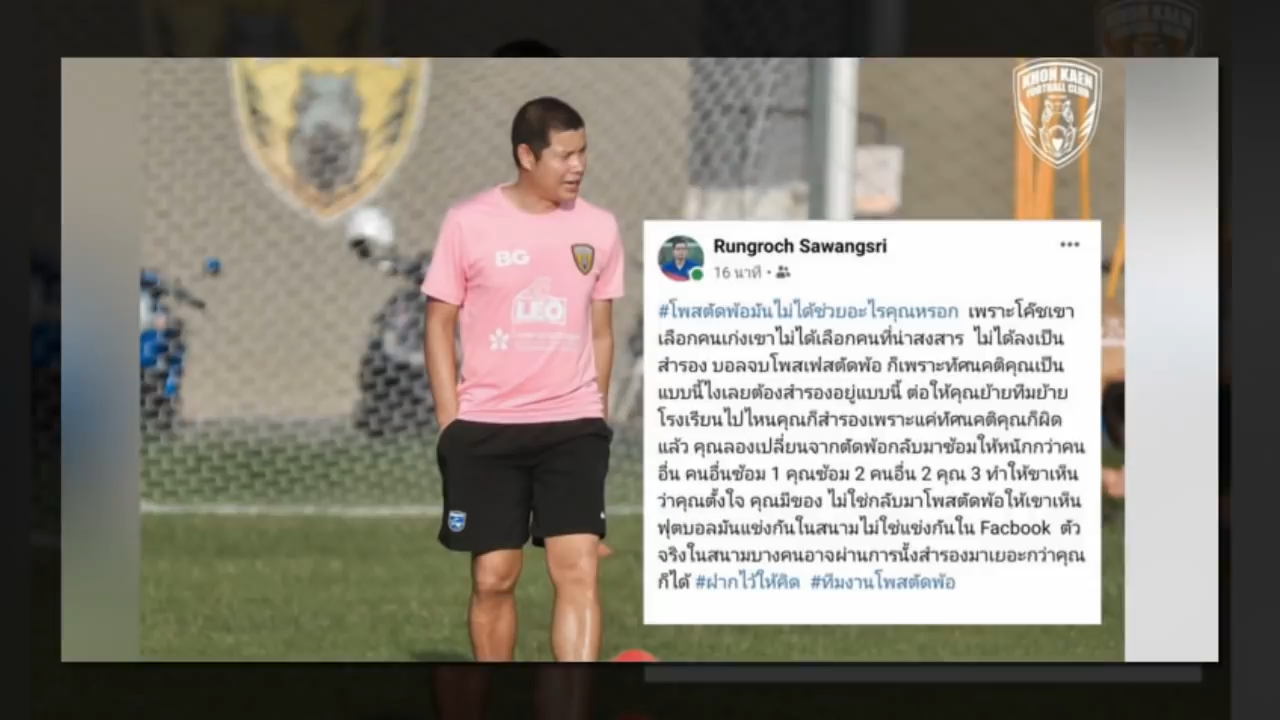 KHON KAEN
FOOTBALL CLUB
BG
LEO
Rungroch Sawangsri
16 นาที
#โพสตัดพ้อมันไม่ได้ช่วยอะไรคุณหรอก เพราะโค๊ชเขา
เลือกคนเก่งเขาไม่ได้เลือกคนที่น่าสงสาร ไม่ได้ลงเป็น
สำรอง บอลจบโพสเฟสตัดพ้อ ก็เพราะทัศนคติคุณเป็น
แบบนี้ไงเลยต้องสำรองอยู่แบบนี้ ต่อให้คุณย้ายทีมย้าย
โรงเรียนไปไหนคุณก็สำรองเพราะแค่ทัศนคติคุณก็ผิด
แล้ว คุณลองเปลี่ยนจากตัดพ้อกลับมาซ้อมให้หนักกว่าคน
อื่น คนอื่นซ้อม 1 คุณซ้อม 2 คนอื่น 2 คุณ 3 ทำให้ขาเห็น
ว่าคุณตั้งใจ คุณมีของ ไม่ใช่กลับมาโพสตัดพ้อให้เขาเห็น
ฟุตบอลมันแข่งกันในสนามไม่ใช่แข่งกันใน Facbook ตัว
จริงในสนามบางคนอาจผ่านการนั้งสำรองมาเยอะกว่าคุณ
ก็ได้ #ฝากไว้ให้คิด #ทีมงานโพสตัดพ้อ